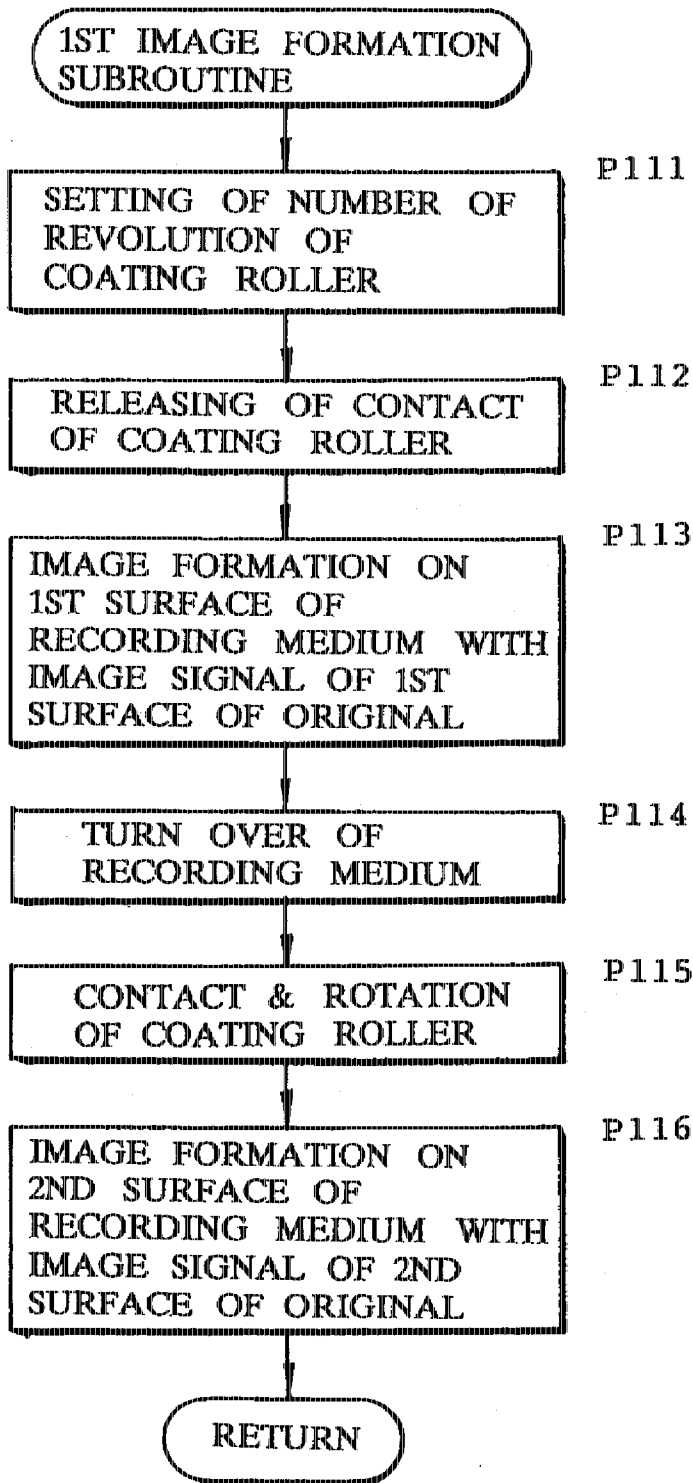 1ST IMAGE FORMATION
SUBROUTINE
P111
SETTING OF NUMBER OF
REVOLUTION OF
COATING ROLLER
P112
RELEASING OF CONTACT
OF COATING ROLLER
P113
IMAGE FORMATION ON
1ST SURFACE OF
RECORDING MEDIUM WITH
IMAGE SIGNAL OF 1ST
SURFACE OF ORIGINAL
P114
TURN OVER OF
RECORDING MEDIUM
P115
CONTACT & ROTATION
OF COATING ROLLER
P116
IMAGE FORMATION ON
2ND SURFACE OF
RECORDING MEDIUM WITH
IMAGE SIGNAL OF 2ND
SURFACE OF ORIGINAL
RETURN